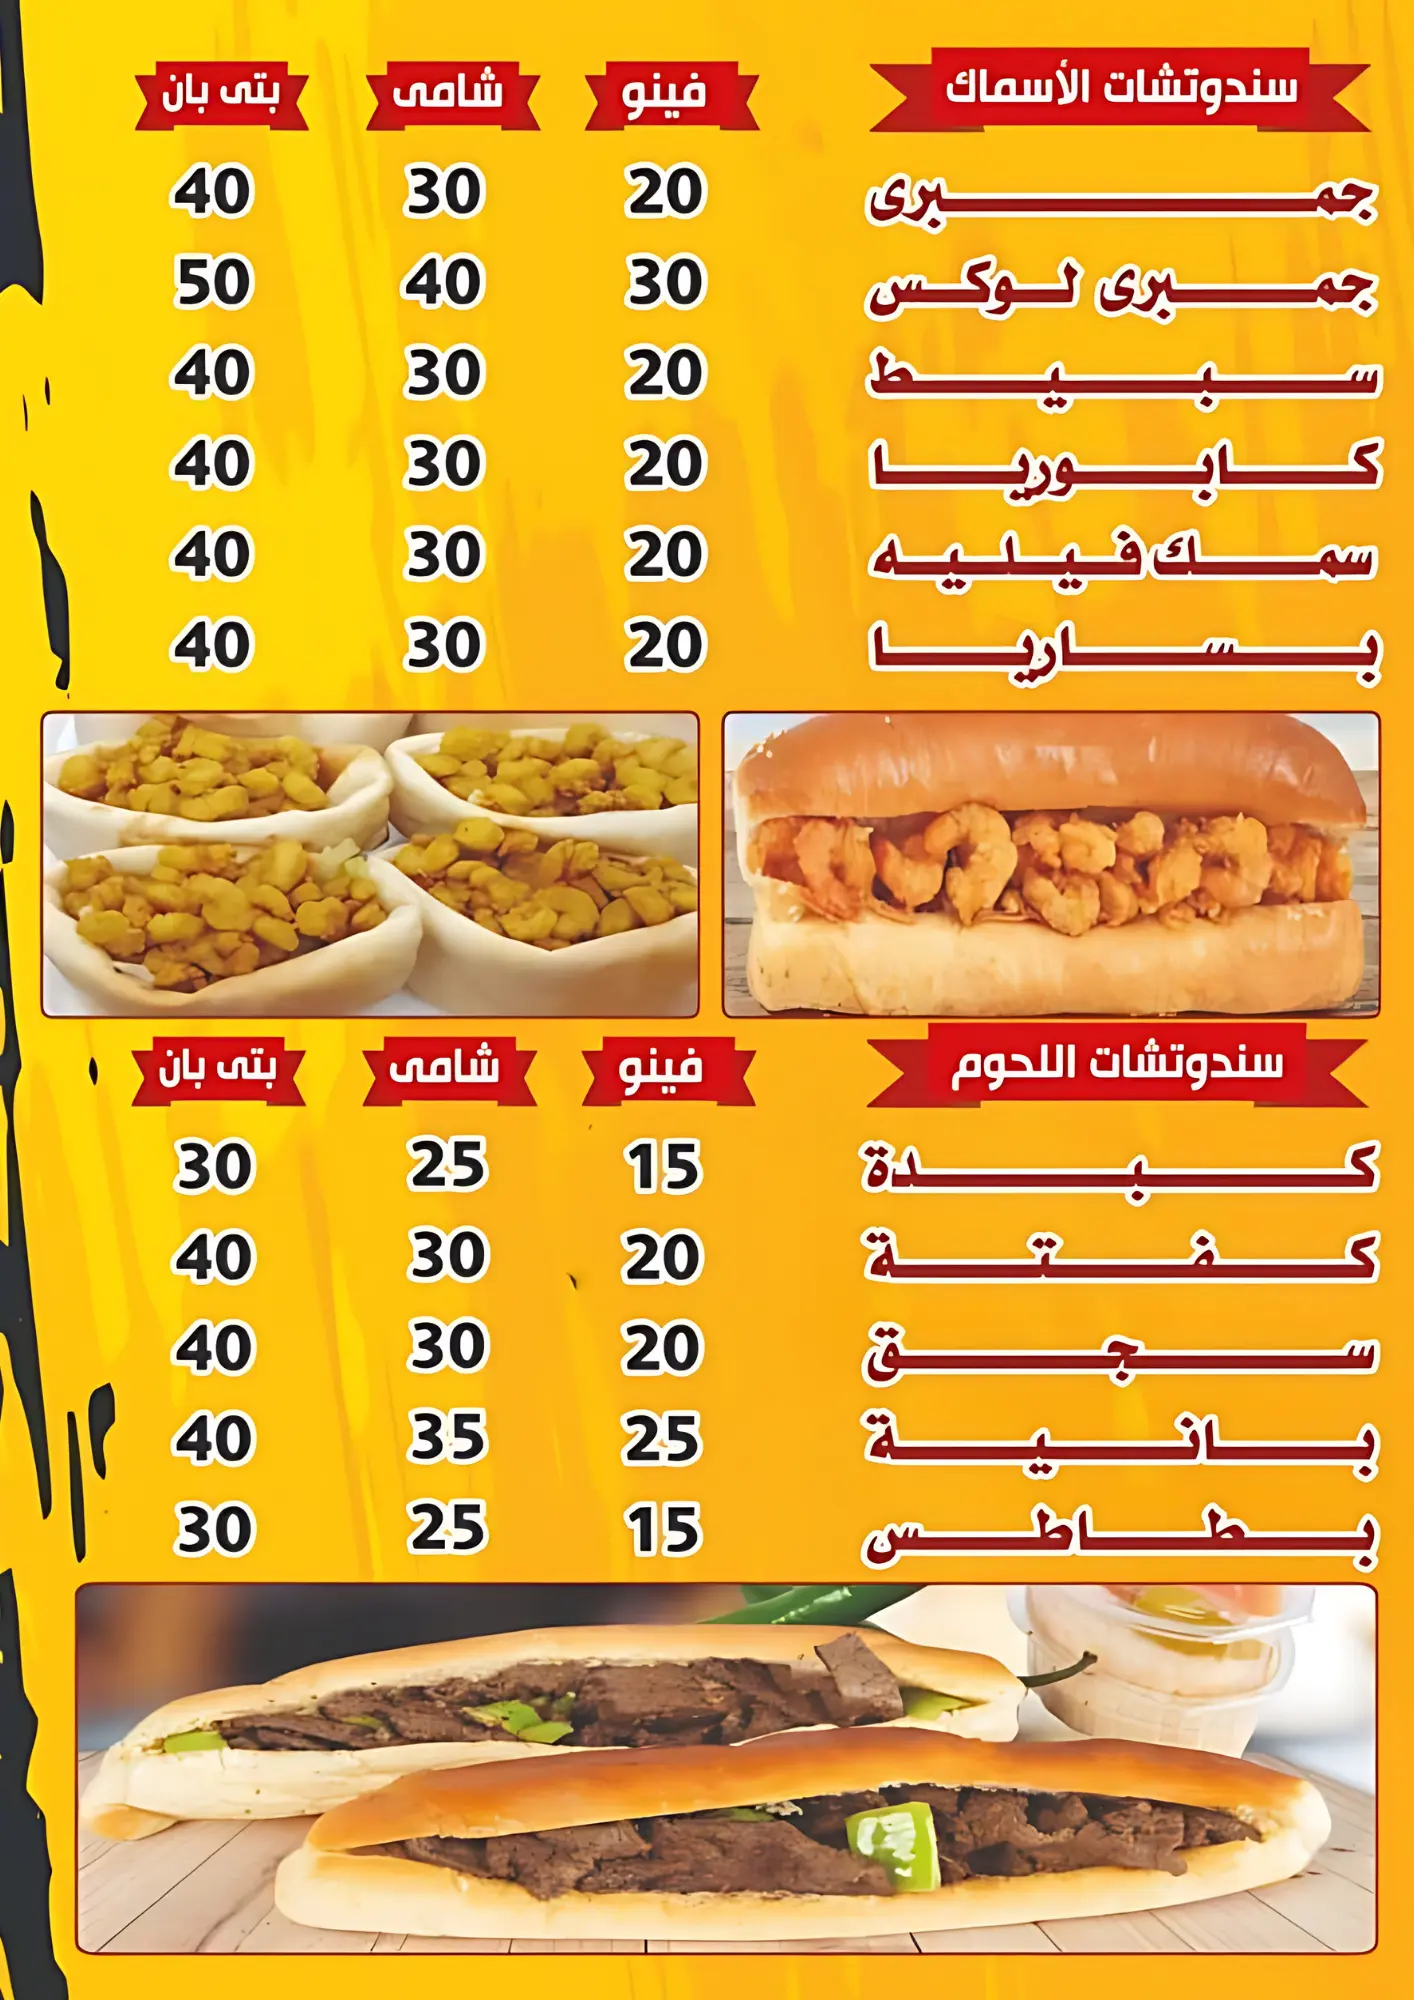 سندوتشات الأسماك فينو شامى بتى بان
جمبرى 20 30 40
جمبرى لوكس 30 40 50
سبيط 20 30 40
كابوريا 20 30 40
سمك فيليه 20 30 40
بساريا 20 30 40
سندوتشات اللحوم فينو شامى بتى بان
كبدة 15 25 30
كفتة 20 30 40
سجق 20 30 40
بانية 25 35 40
بطاطس 15 25 30